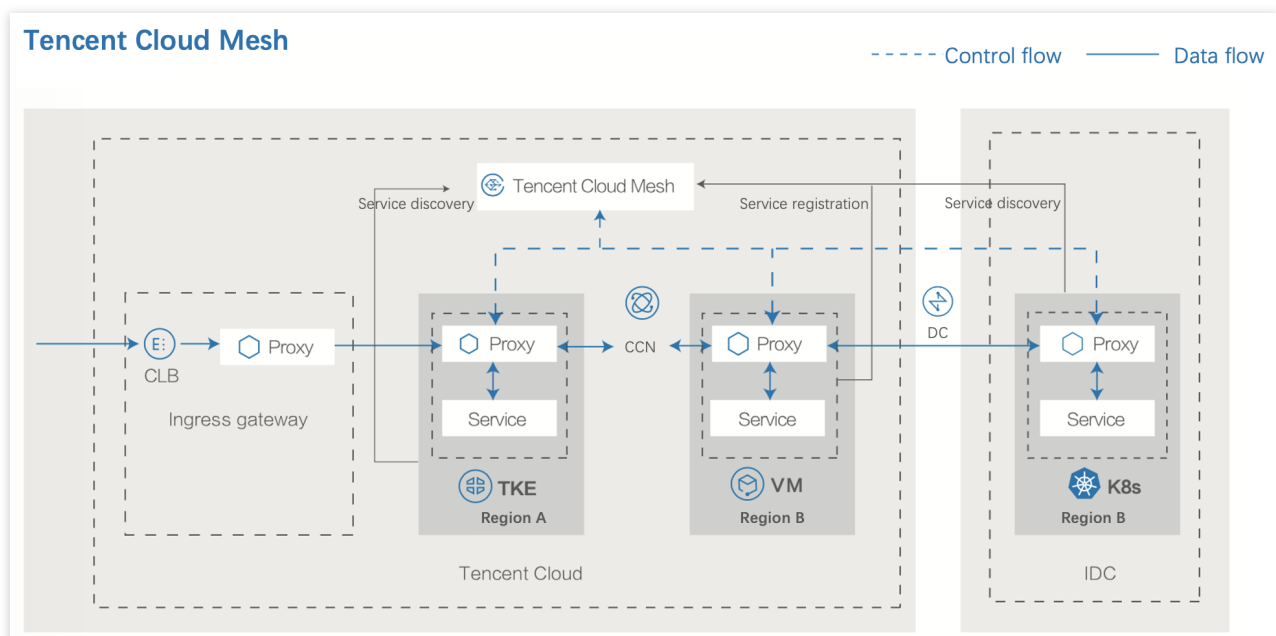 Tencent Cloud Mesh
Control flow
Data flow
Tencent Cloud Mesh
Service discovery
Service registration
Service discovery
CLB
Proxy
Ingress gateway
Proxy
Service
TKE
Region A
CCN
Proxy
Service
VM
Region B
DC
Proxy
Service
K8s
Region B
Tencent Cloud
IDC